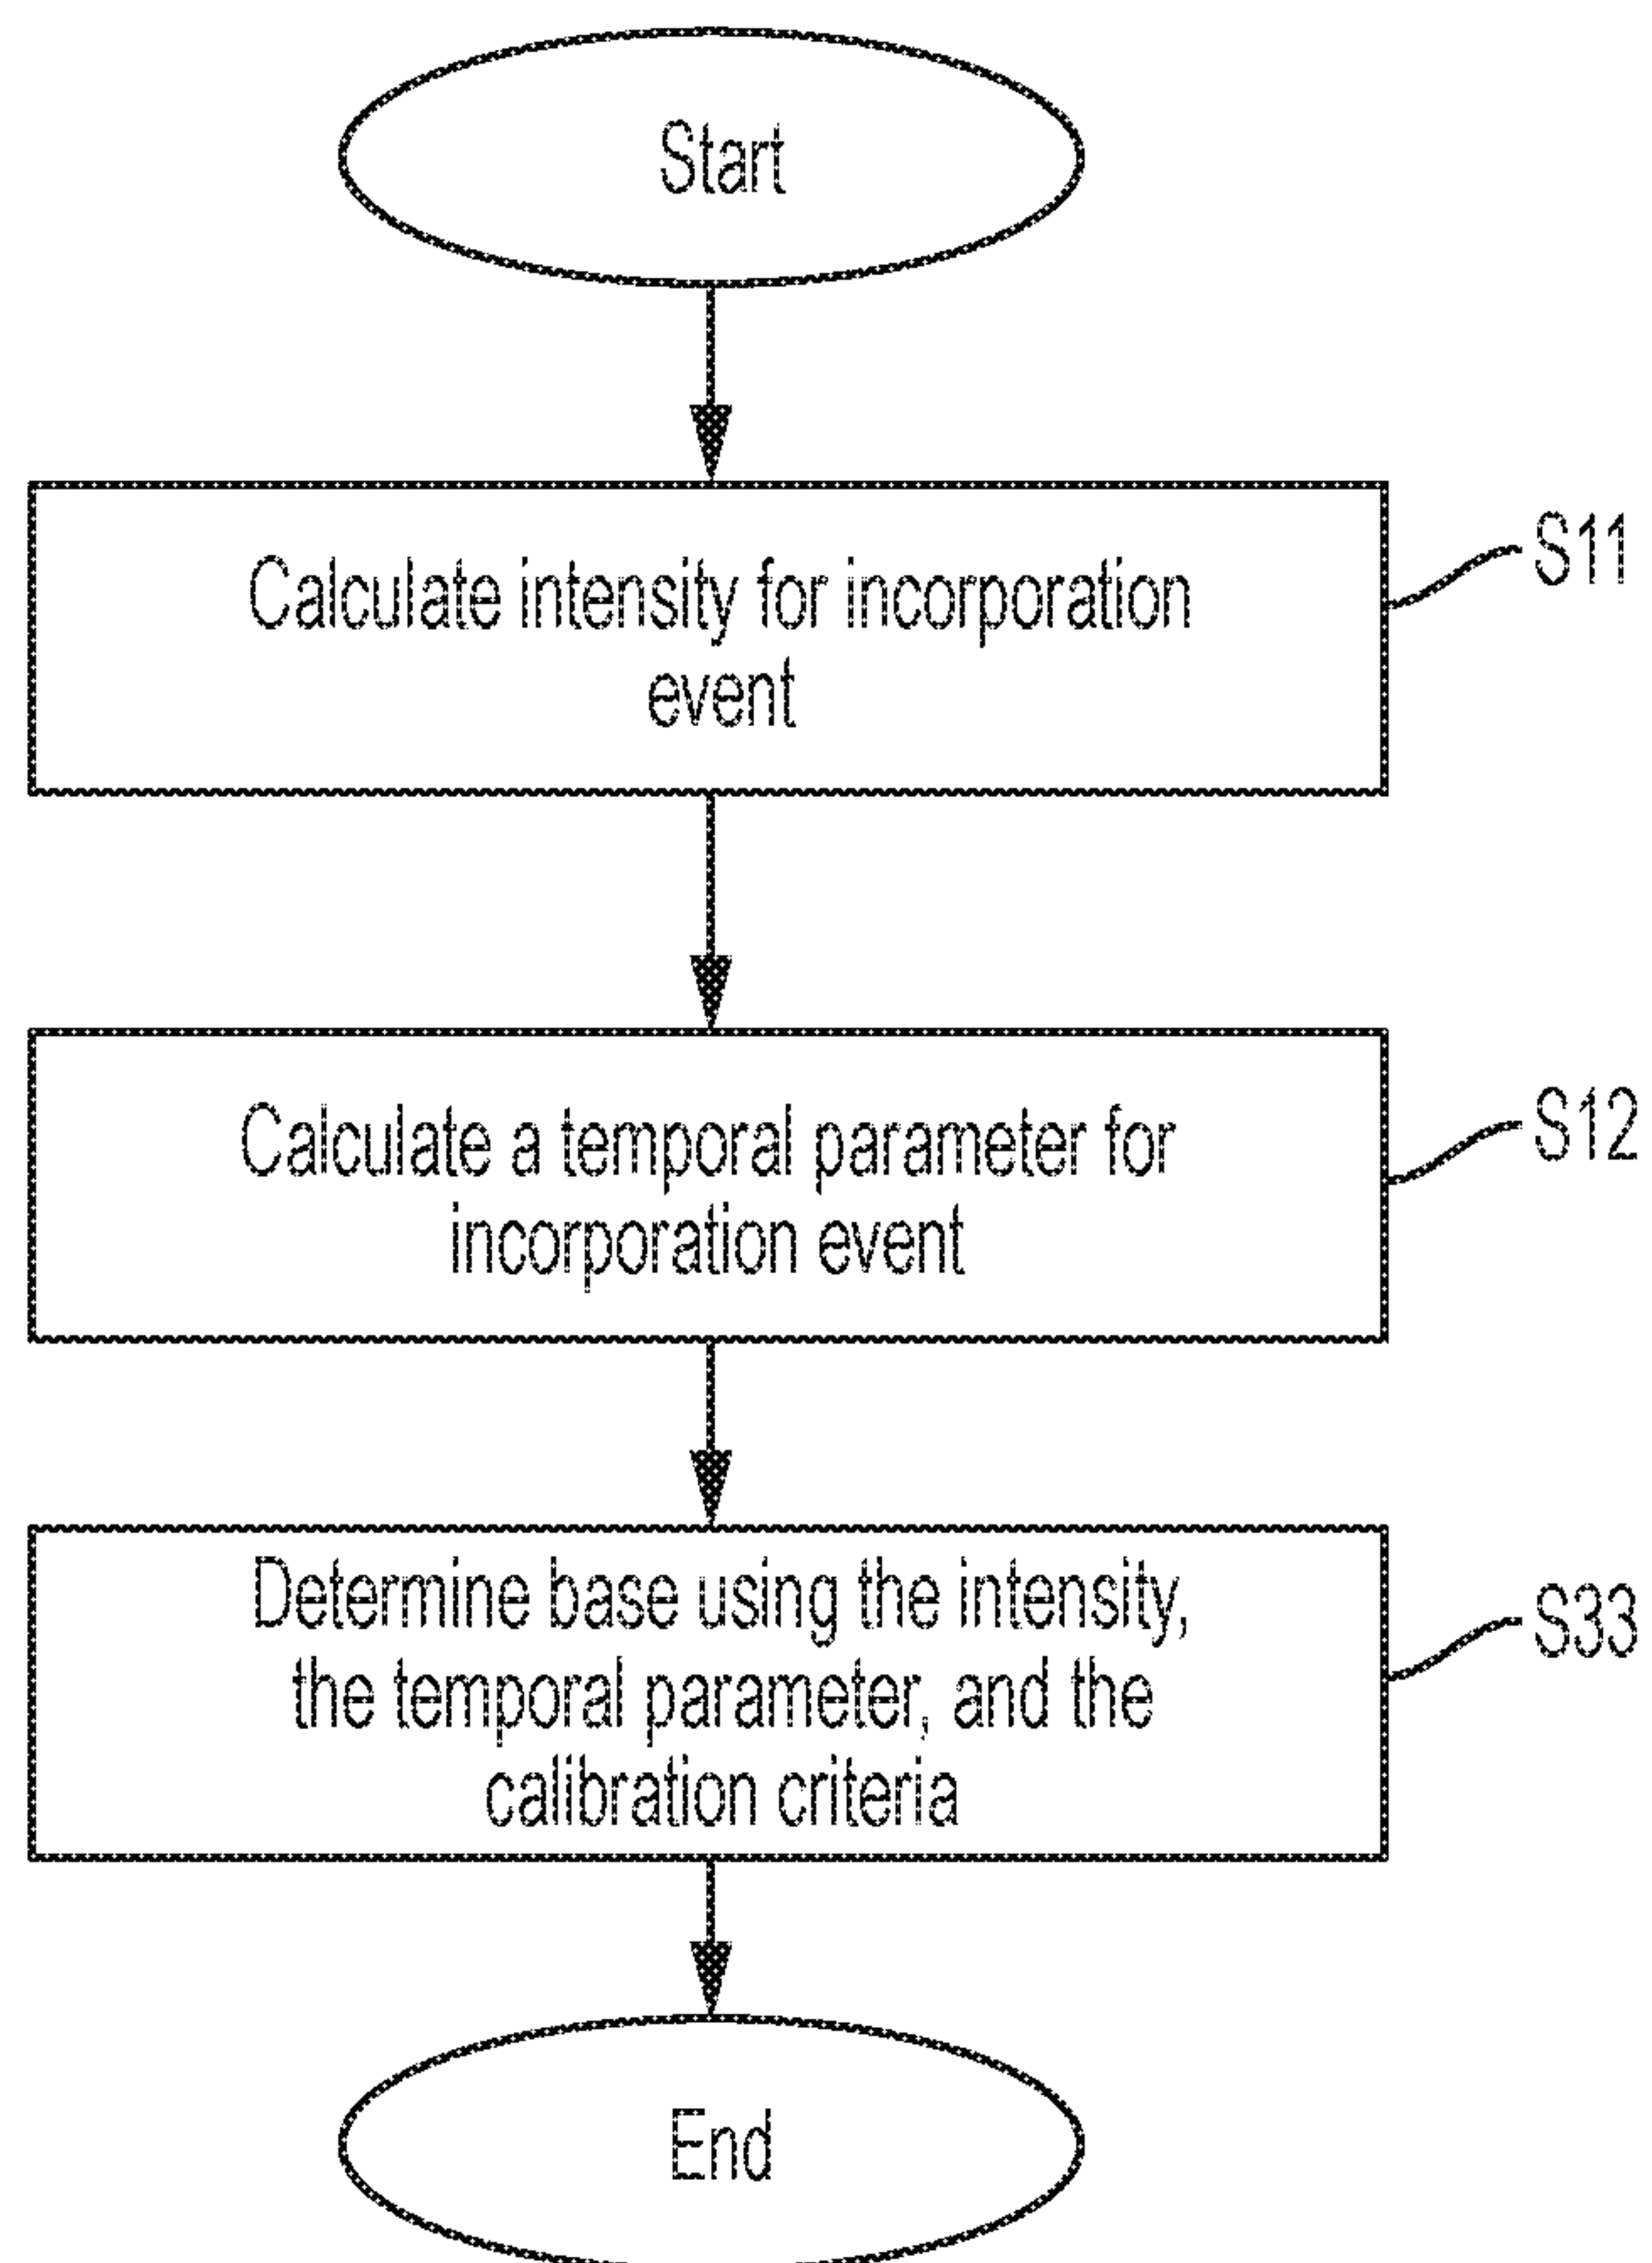 Start
Calculate intensity for incorporation
event
S11
Calculate a temporal parameter for
incorporation event
S12
Determine base using the intensity,
the temporal parameter, and the
calibration criteria
S33
End